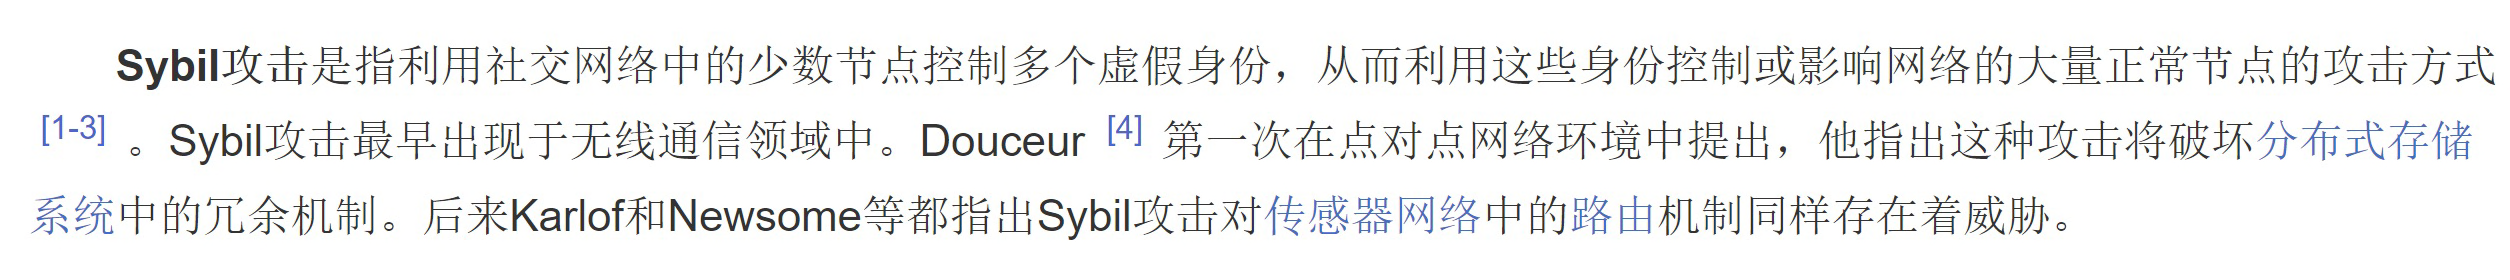 Sybil攻击是指利用社交网络中的少数节点控制多个虚假身份，从而利用这些身份控制或影响网络的大量正常节点的攻击方式
[1-3] 。Sybil攻击最早出现于无线通信领域中。Douceur [4] 第一次在点对点网络环境中提出，他指出这种攻击将破坏分布式存储
系统中的冗余机制。后来Karlof和Newsome等都指出Sybil攻击对传感器网络中的路由机制同样存在着威胁。